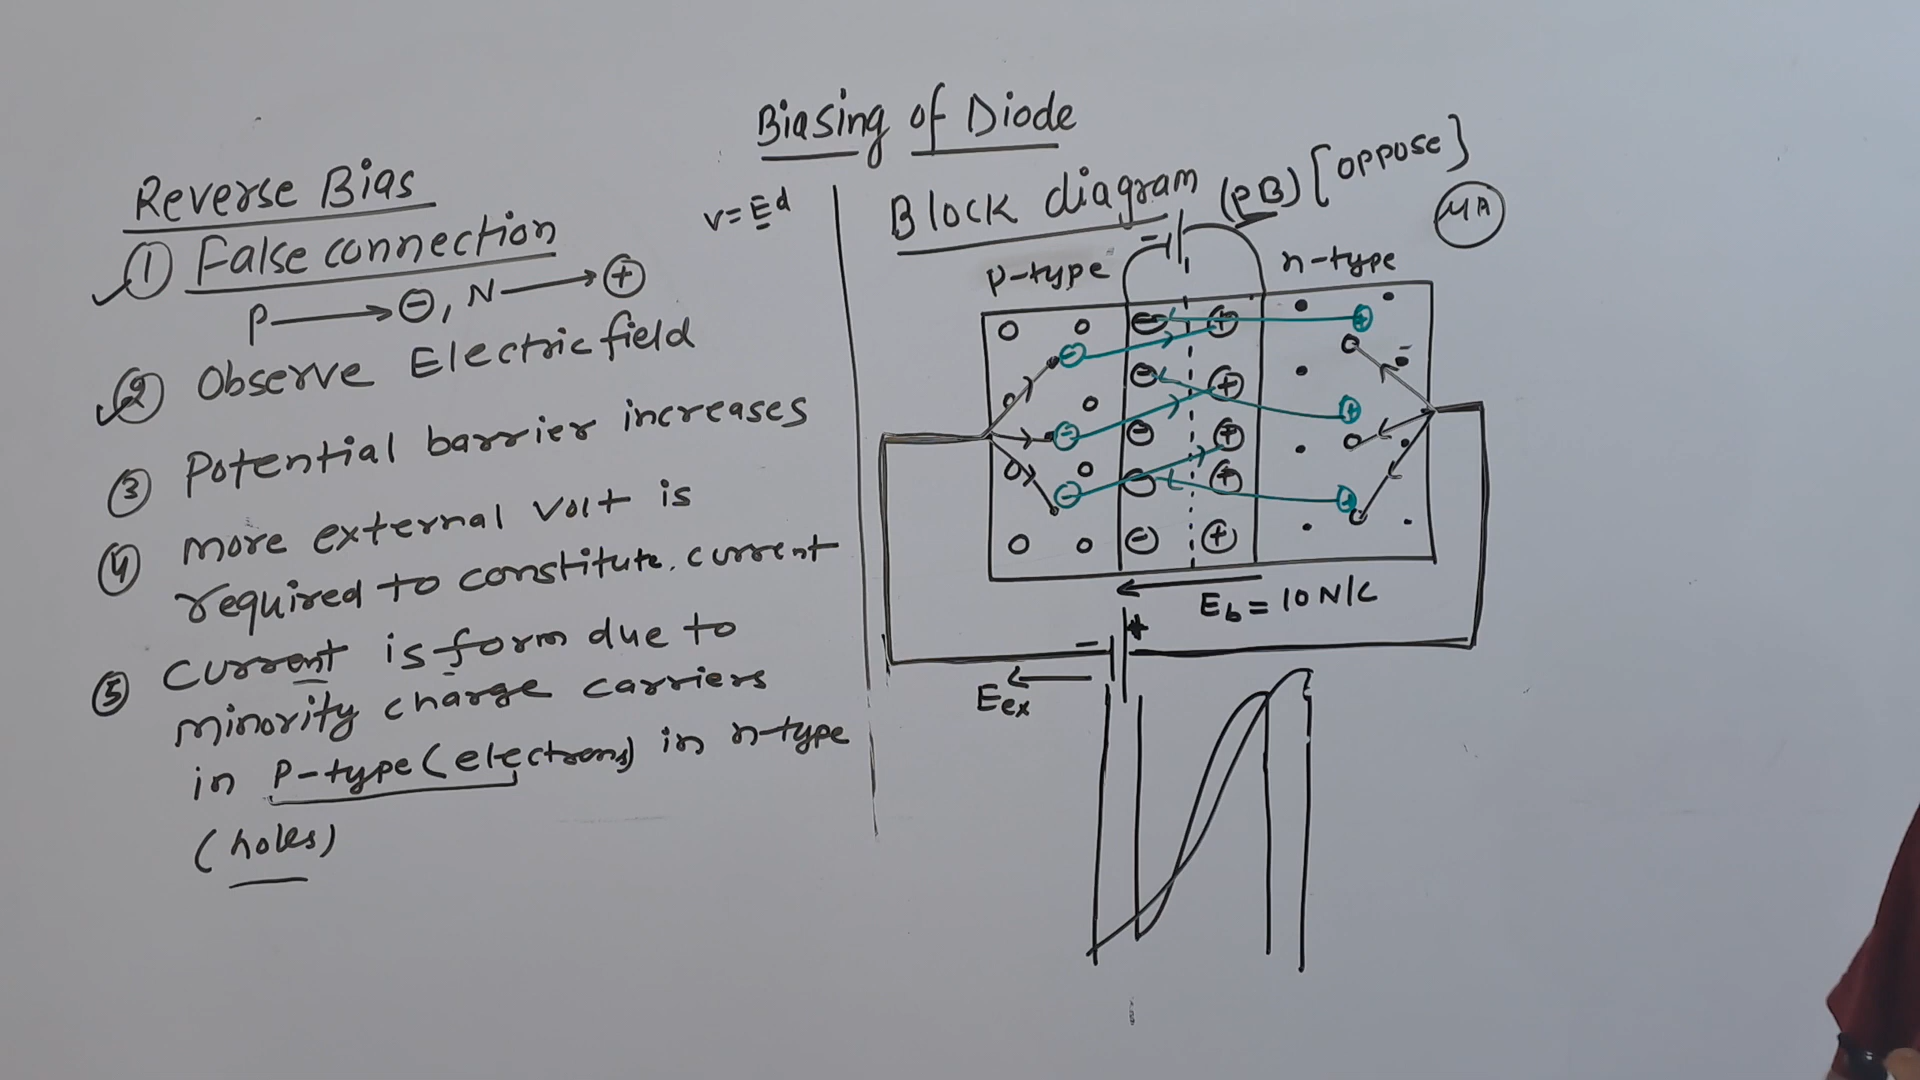 Biasing of Diode
Reverse Bias
① False connection
P → ⊖, N → ⊕
② Observe Electric field
③ Potential barrier increases
④ more external volt is
required to constitute. current
⑤ Current is form due to
minority charge carriers
in P-type (electrons) in n-type
(holes)
V = Ed
Block diagram (PB) [oppose]
MA
P-type
n-type
Eb = 10 N/C
- +
Eex